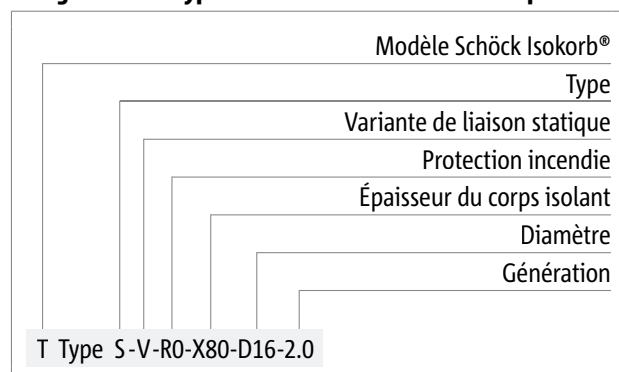 Modèle Schöck Isokorb®
Type
Variante de liaison statique
Protection incendie
Épaisseur du corps isolant
Diamètre
Génération
T Type S-V-R0-X80-D16-2.0